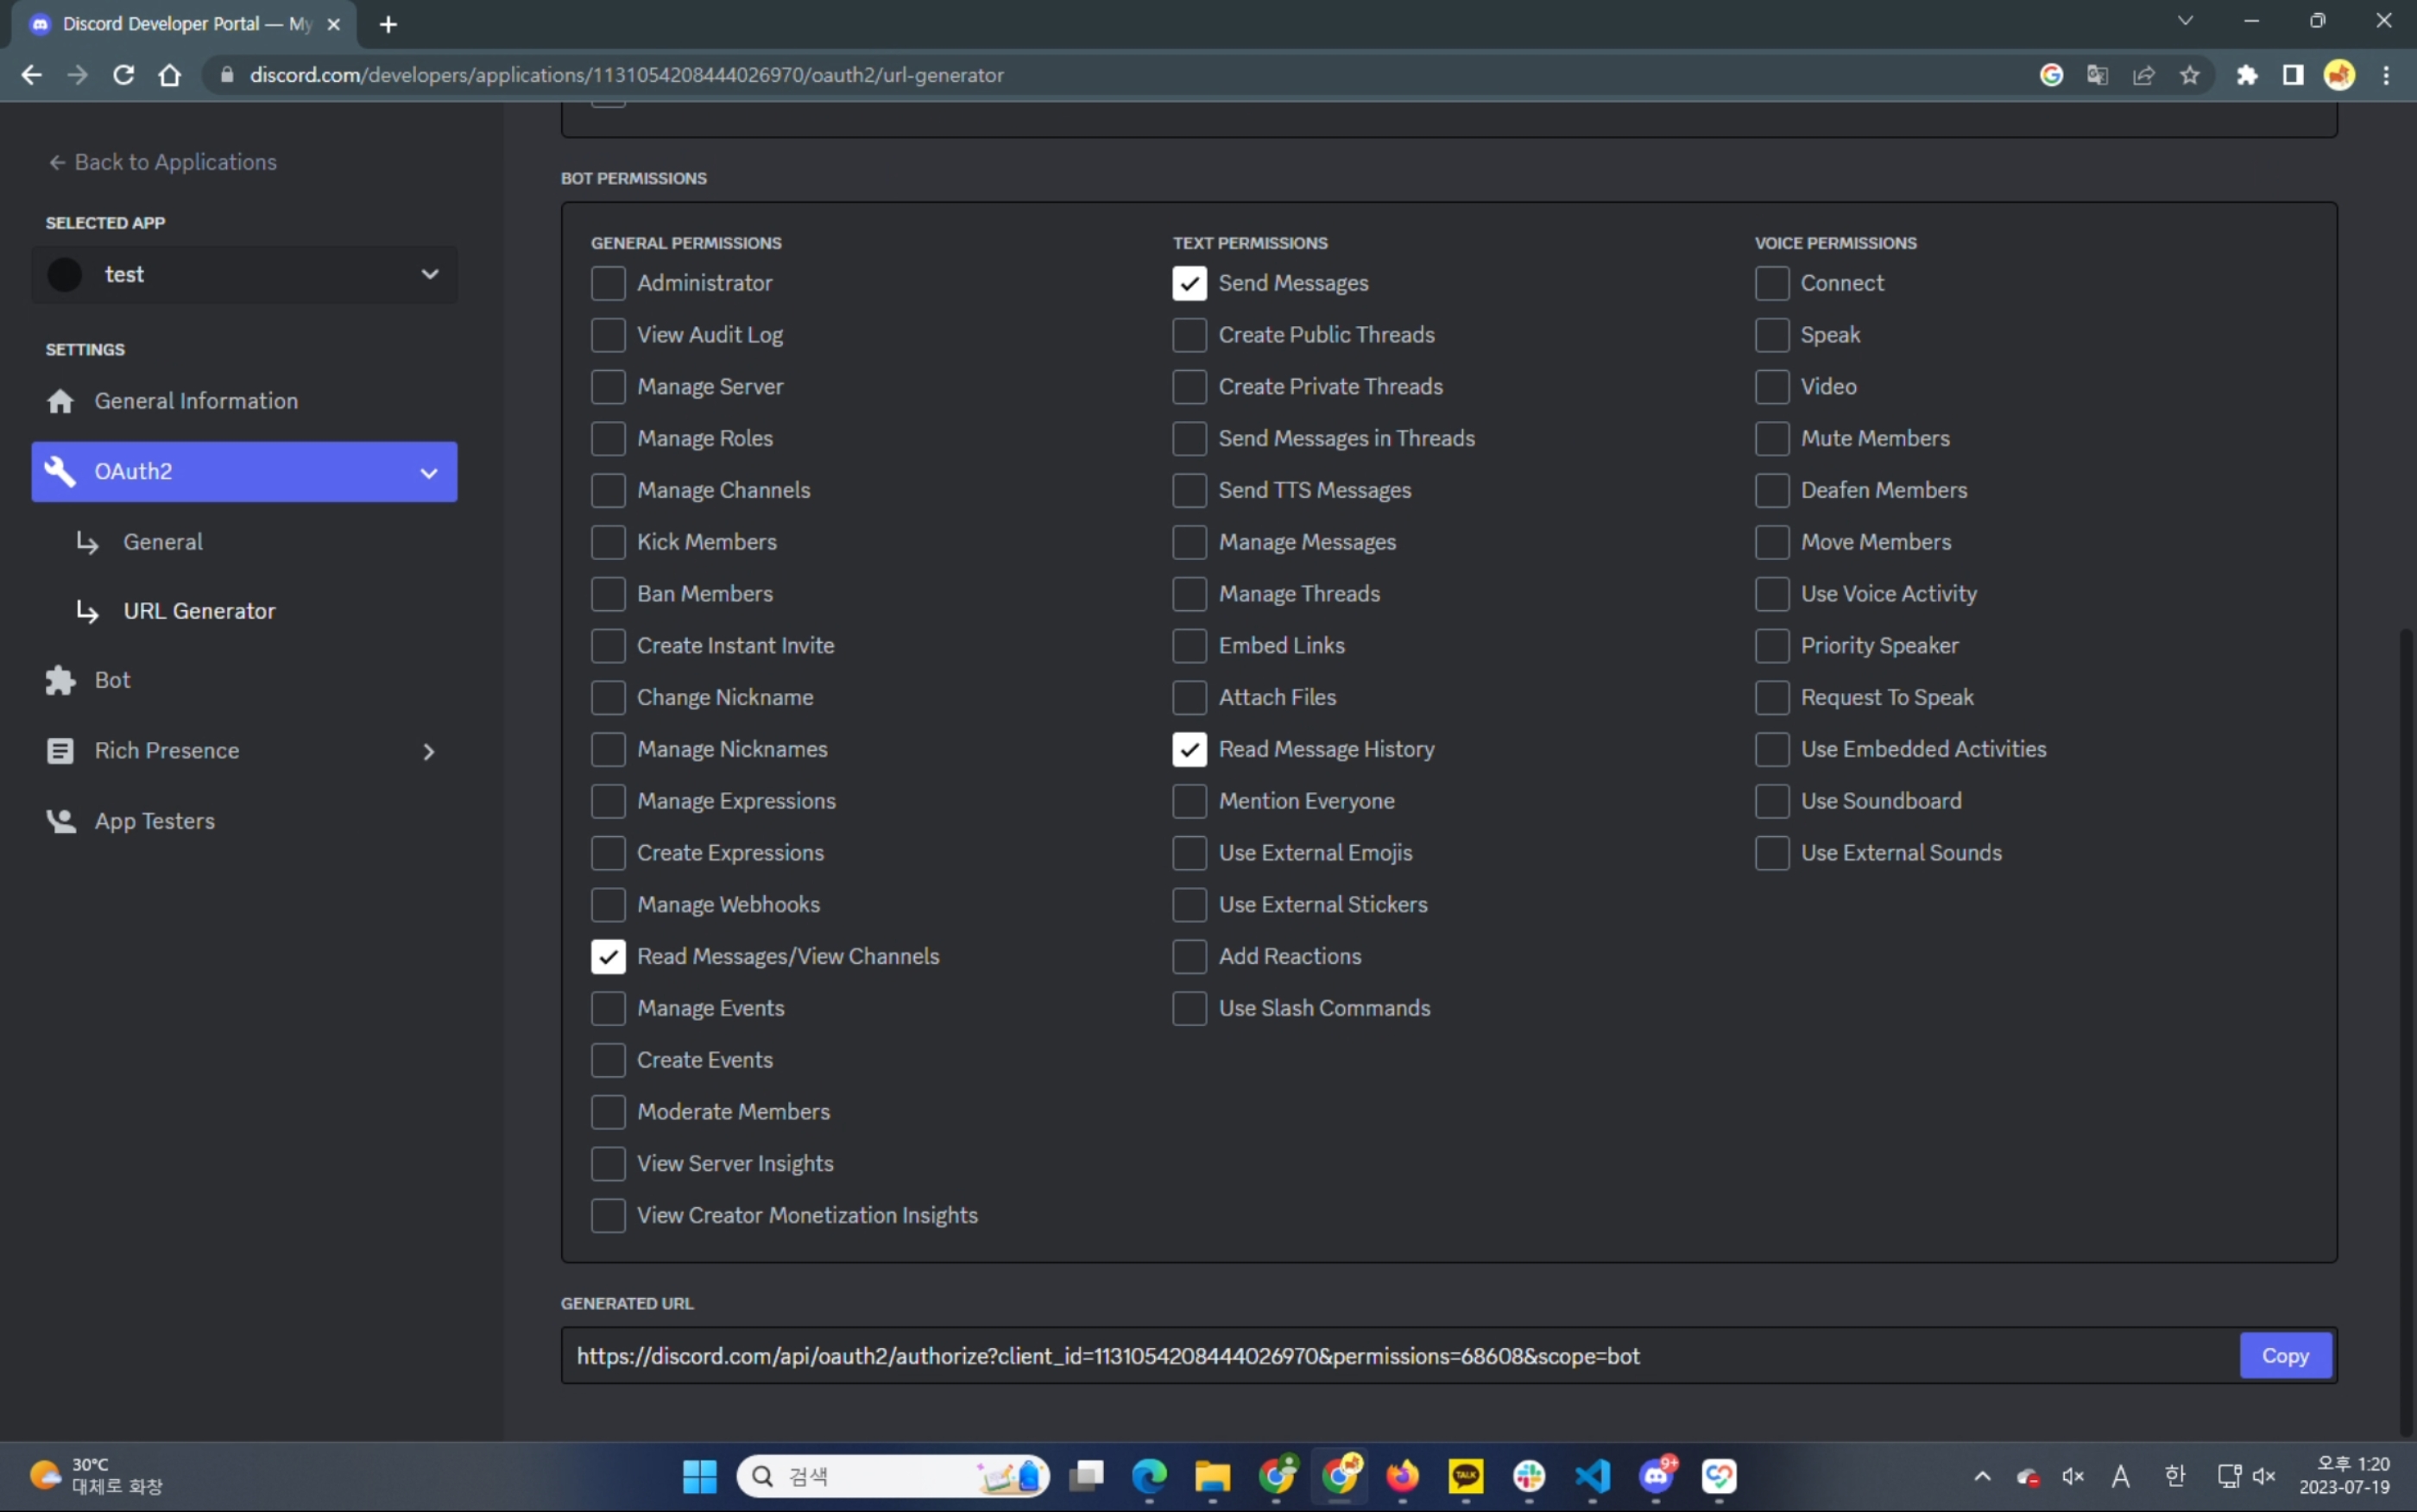 Discord Developer Portal — My
discord.com/developers/applications/1131054208444026970/oauth2/url-generator
← Back to Applications
SELECTED APP
test
SETTINGS
General Information
OAuth2
General
URL Generator
Bot
Rich Presence
App Testers
BOT PERMISSIONS
GENERAL PERMISSIONS
Administrator
View Audit Log
Manage Server
Manage Roles
Manage Channels
Kick Members
Ban Members
Create Instant Invite
Change Nickname
Manage Nicknames
Manage Expressions
Create Expressions
Manage Webhooks
Read Messages/View Channels
Manage Events
Create Events
Moderate Members
View Server Insights
View Creator Monetization Insights
TEXT PERMISSIONS
Send Messages
Create Public Threads
Create Private Threads
Send Messages in Threads
Send TTS Messages
Manage Messages
Manage Threads
Embed Links
Attach Files
Read Message History
Mention Everyone
Use External Emojis
Use External Stickers
Add Reactions
Use Slash Commands
VOICE PERMISSIONS
Connect
Speak
Video
Mute Members
Deafen Members
Move Members
Use Voice Activity
Priority Speaker
Request To Speak
Use Embedded Activities
Use Soundboard
Use External Sounds
GENERATED URL
https://discord.com/api/oauth2/authorize?client_id=1131054208444026970&permissions=68608&scope=bot
Copy
30°C
대체로 화창
검색
TALK
9+
A
한
오후 1:20
2023-07-19